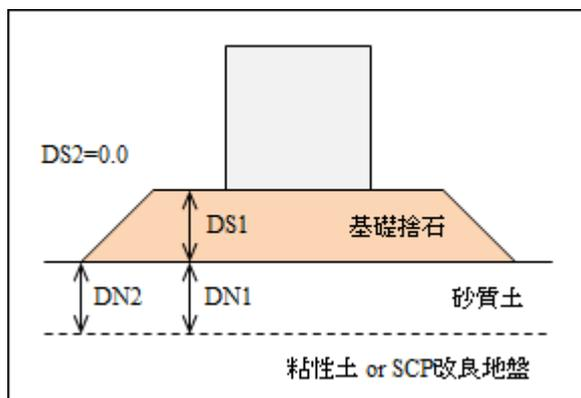 DS2=0.0
DS1
基礎捨石
DN2
DN1
砂質土
粘性土 or SCP改良地盤